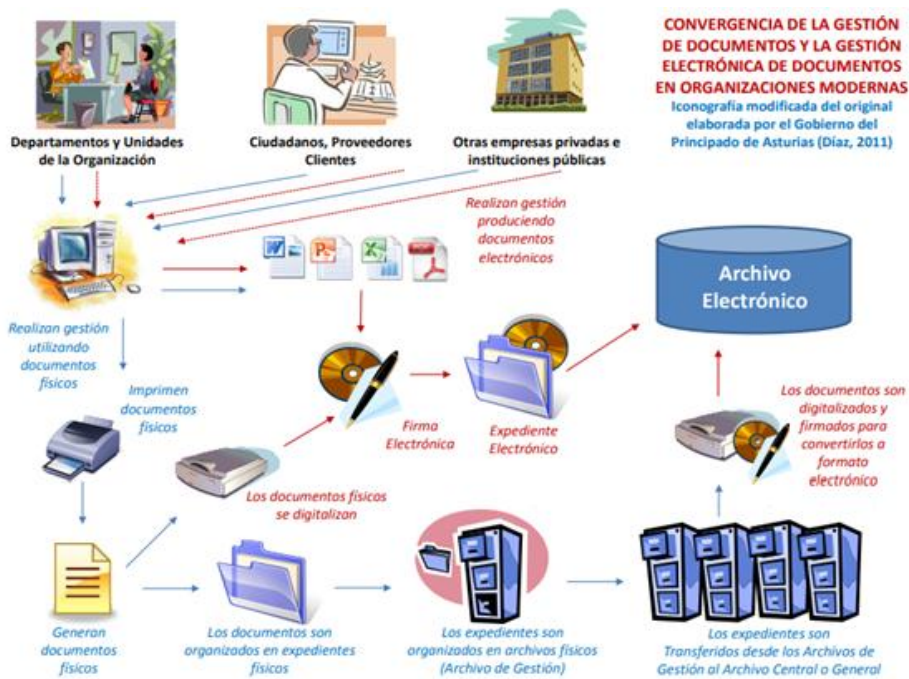 CONVERGENCIA DE LA GESTIÓN
DE DOCUMENTOS Y LA GESTIÓN
ELECTRÓNICA DE DOCUMENTOS
EN ORGANIZACIONES MODERNAS
Iconografía modificada del original
elaborada por el Gobierno del
Principado de Asturias (Díaz, 2011)
Departamentos y Unidades
de la Organización
Ciudadanos, Proveedores
Clientes
Otras empresas privadas e
instituciones públicas
Realizan gestión
produciendo
documentos
electrónicos
Archivo
Electrónico
Realizan gestión
utilizando
documentos
físicos
Imprimen
documentos
físicos
Firma
Electrónica
Expediente
Electrónico
Los documentos son
digitalizados y
firmados para
convertirlos a
formato
electrónico
Los documentos físicos
se digitalizan
Generan
documentos
físicos
Los documentos son
organizados en expedientes
físicos
Los expedientes son
organizados en archivos físicos
(Archivo de Gestión)
Los expedientes son
Transferidos desde los Archivos de
Gestión al Archivo Central o General